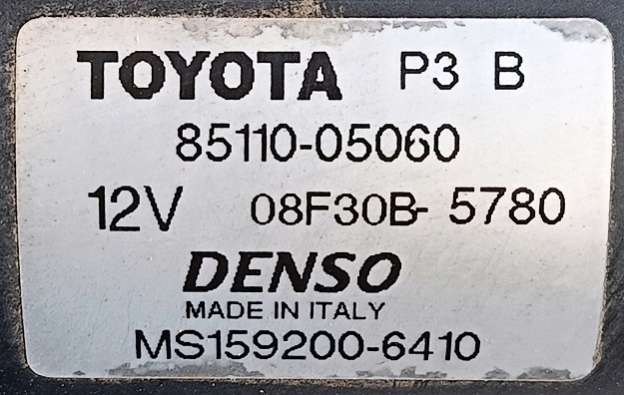 TOYOTA P3 B
85110-05060
12V 08F30B- 5780
DENSO
MADE IN ITALY
MS159200-6410